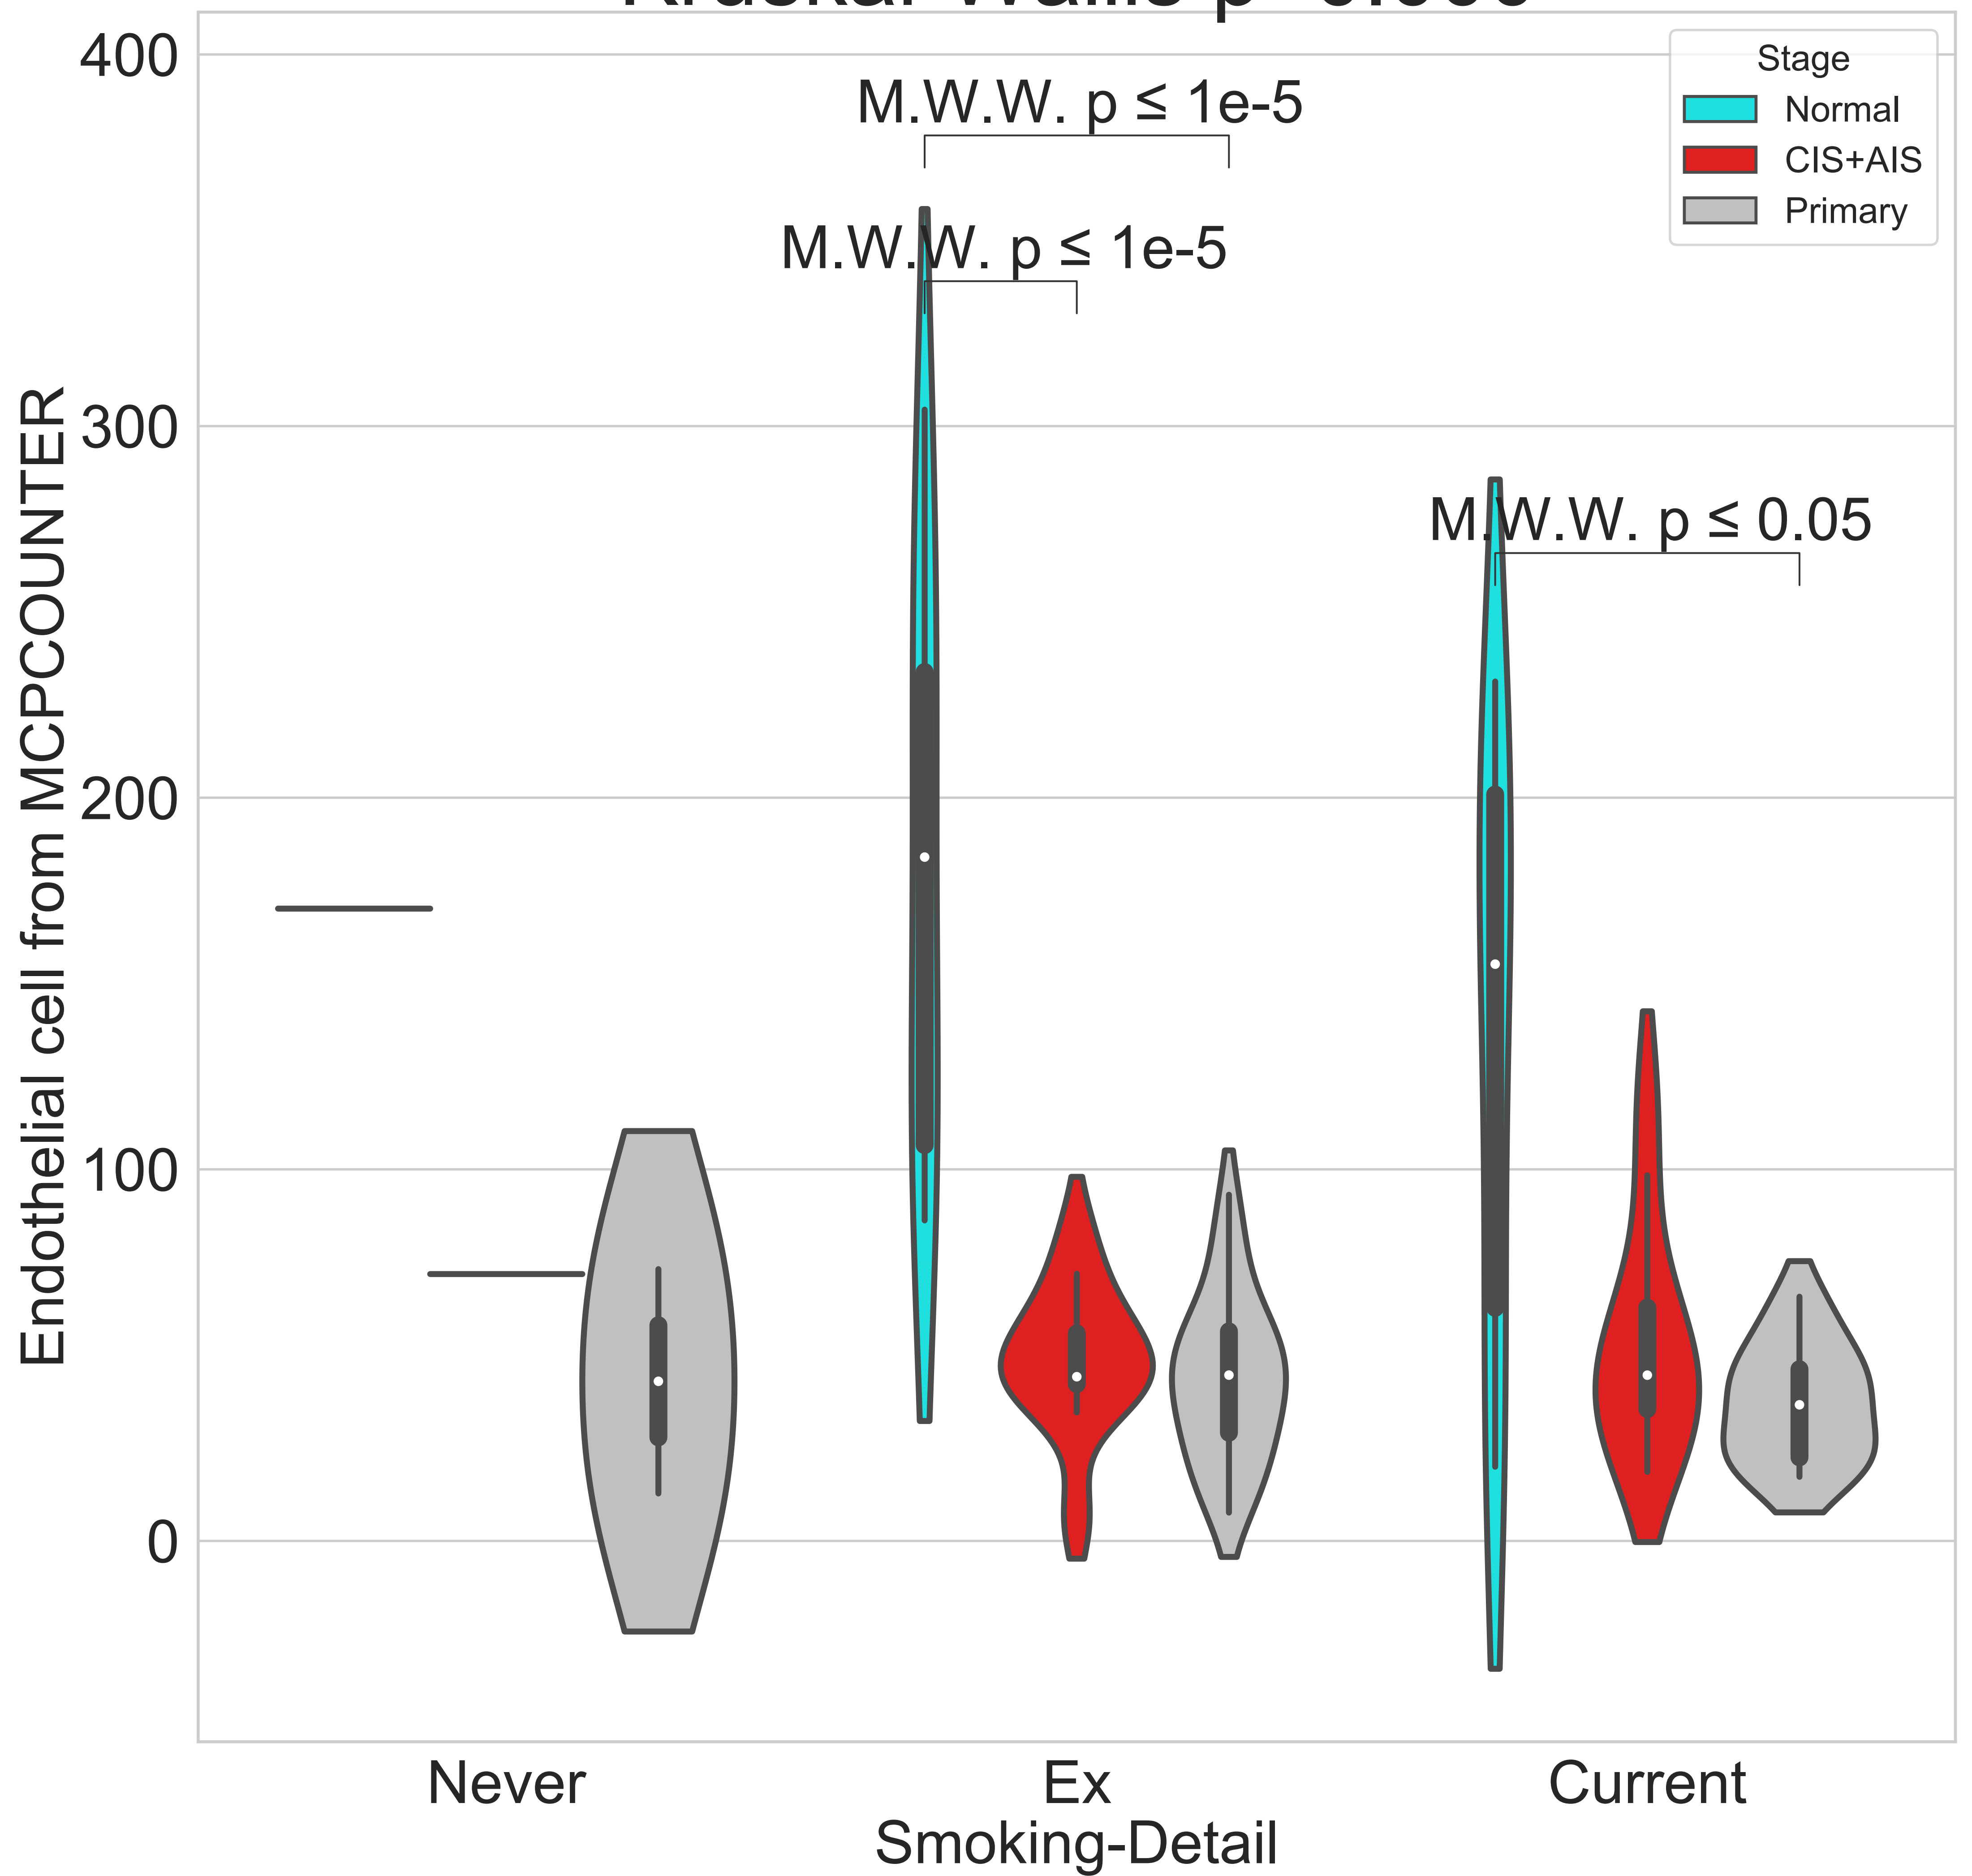 400
300
200
100
0
Endothelial cell from MCPCOUNTER
M.W.W. p ≤ 1e-5
M.W.W. p ≤ 1e-5
M.W.W. p ≤ 0.05
Stage
Normal
CIS+AIS
Primary
Never
Ex
Current
Smoking-Detail